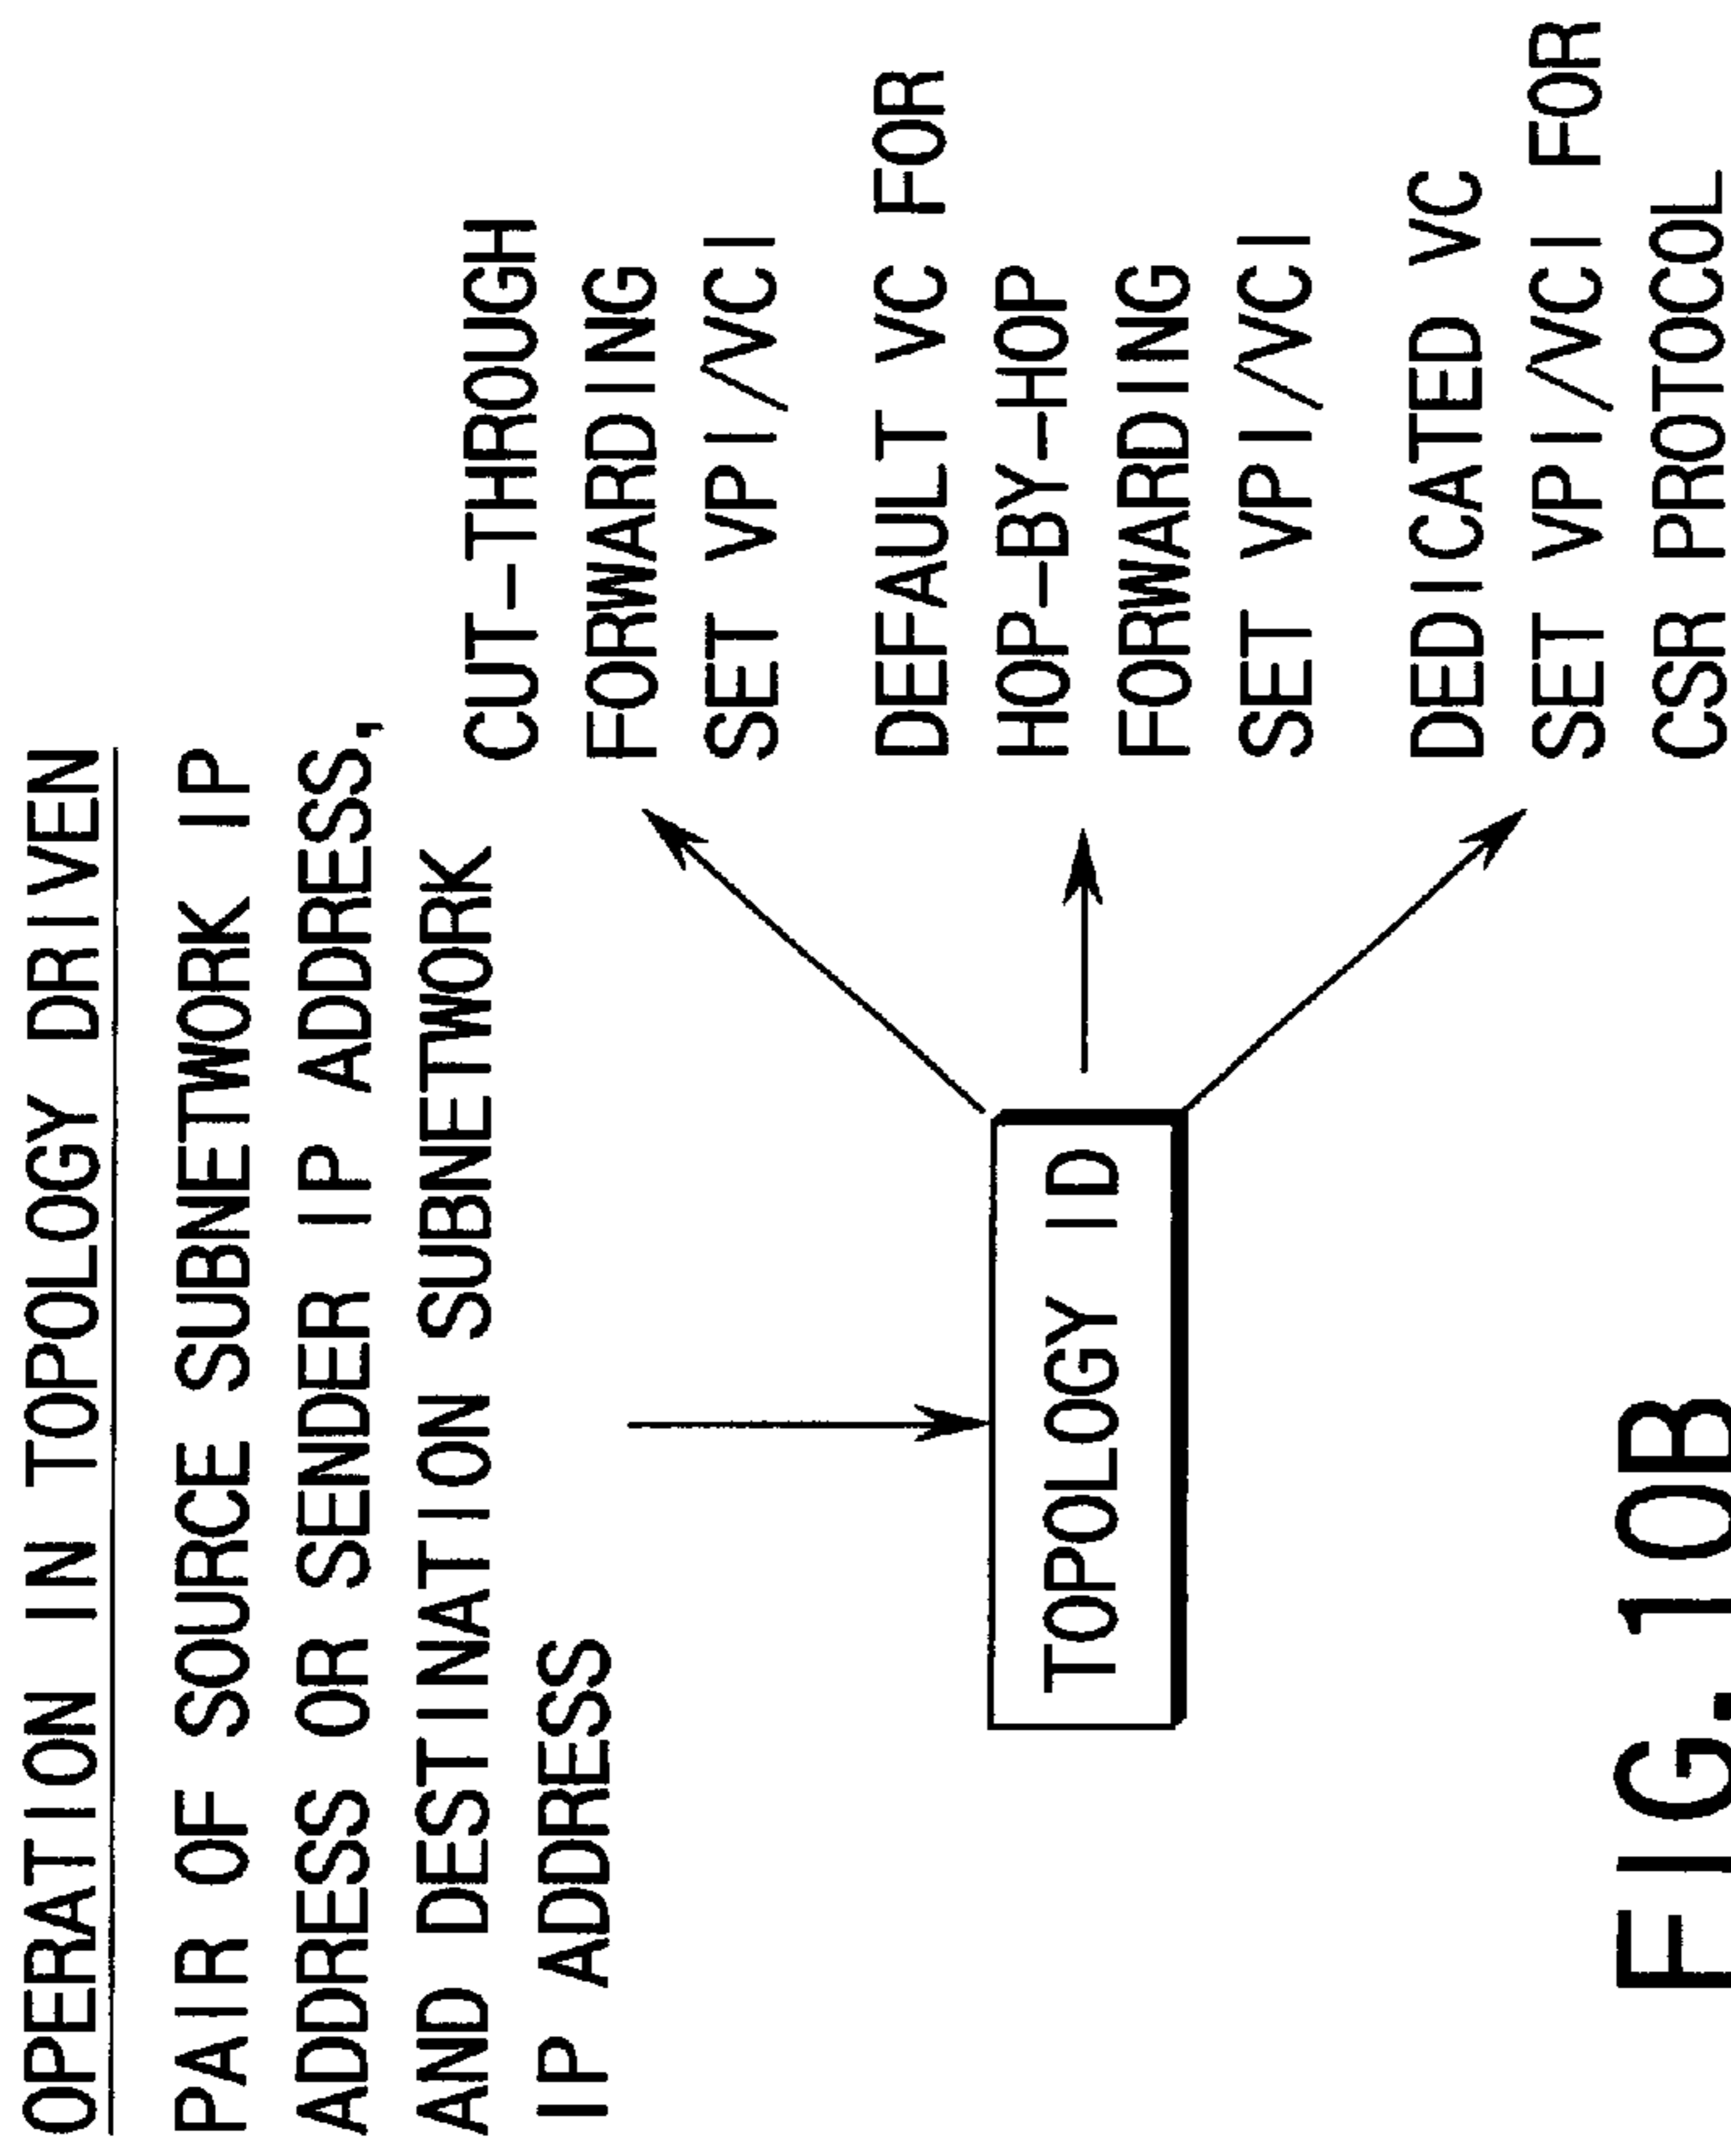 OPERATION IN TOPOLOGY DRIVEN
PAIR OF SOURCE SUBNETWORK IP
ADDRESS OR SENDER IP ADDRESS,
AND DESTINATION SUBNETWORK
IP ADDRESS
TOPOLOGY ID
CUT-THROUGH
FORWARDING
SET VPI/VCI
DEFAULT VC FOR
HOP-BY-HOP
FORWARDING
SET VPI/VCI
DEDICATED VC
SET VPI/VCI FOR
CSR PROTOCOL
FIG. 10B